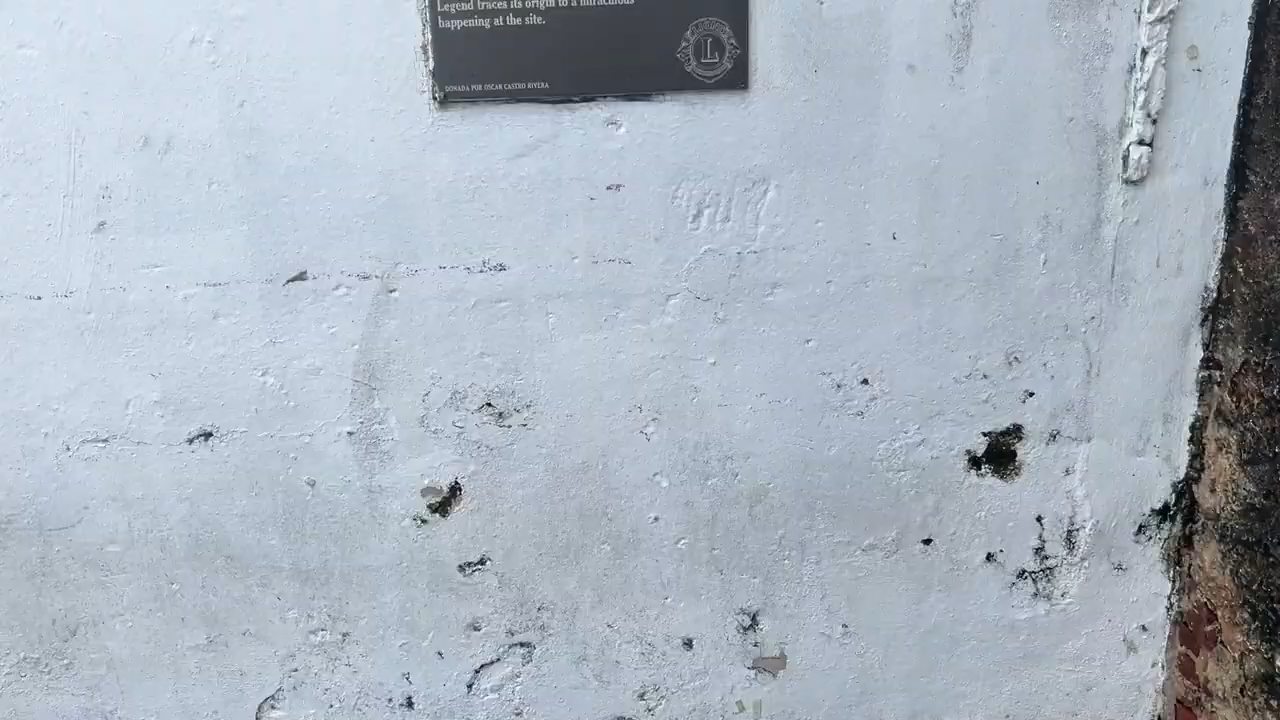 Legend traces its origin to a miraculous
happening at the site.
L
DONADA POR OSCAR CASTRO RIVERA